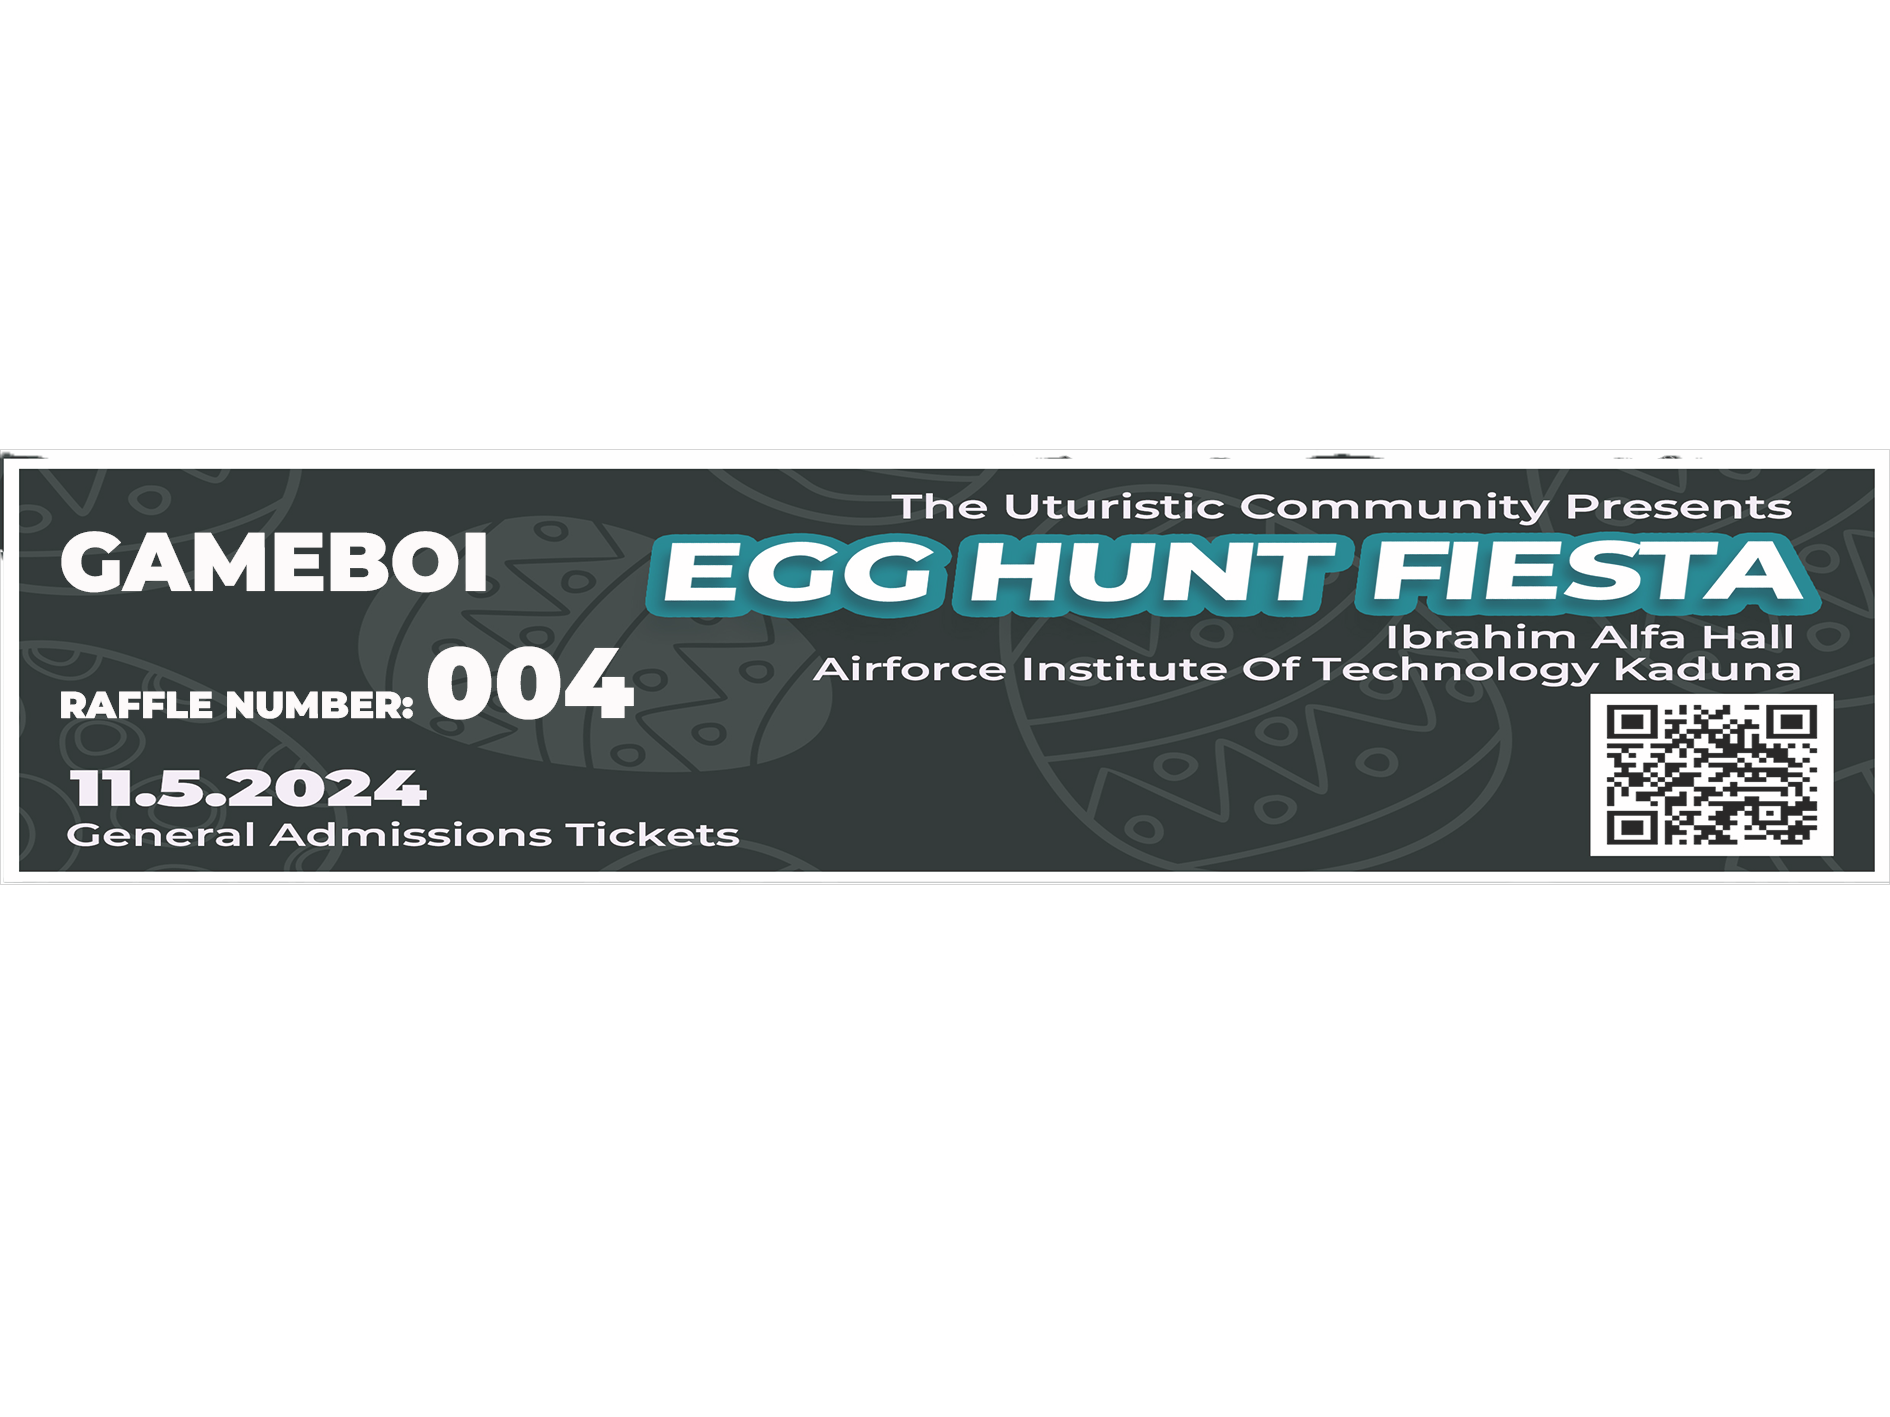 GAMEBOI
RAFFLE NUMBER: 004
11.5.2024
General Admissions Tickets
The Uturistic Community Presents
EGG HUNT FIESTA
Ibrahim Alfa Hall
Airforce Institute Of Technology Kaduna